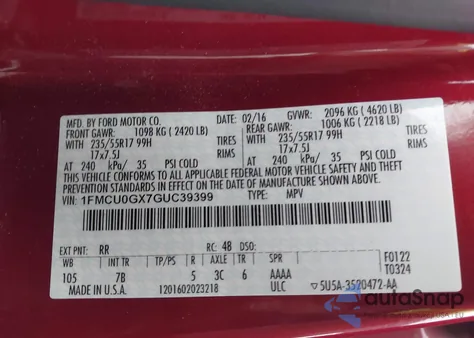 MFD. BY FORD MOTOR CO. 02/16 GVWR: 2096 KG (4620 LB)
FRONT GAWR: 1098 KG (2420 LB) REAR GAWR: 1006 KG (2218 LB)
WITH 235/55R17 99H TIRES WITH 235/55R17 99H TIRES
17x7.5J 17x7.5J
AT 240 kPa/ 35 PSI COLD AT 240 kPa/ 35 PSI COLD
THIS VEHICLE CONFORMS TO ALL APPLICABLE FEDERAL MOTOR VEHICLE SAFETY AND THEFT
PREVENTION STANDARDS IN EFFECT ON THE DATE OF MANUFACTURE SHOWN ABOVE.
VIN: 1FMCU0GX7GUC39399 TYPE: MPV
EXT PNT: RR RC: 48 DSO:
WB INT TR TP/PS R AXLE TR SPR F0122
105 7B 5 3C 6 AAAA T0324
MADE IN U.S.A. 1201602023218 ULC ▽5U5A-3520472-AA
autoSnap